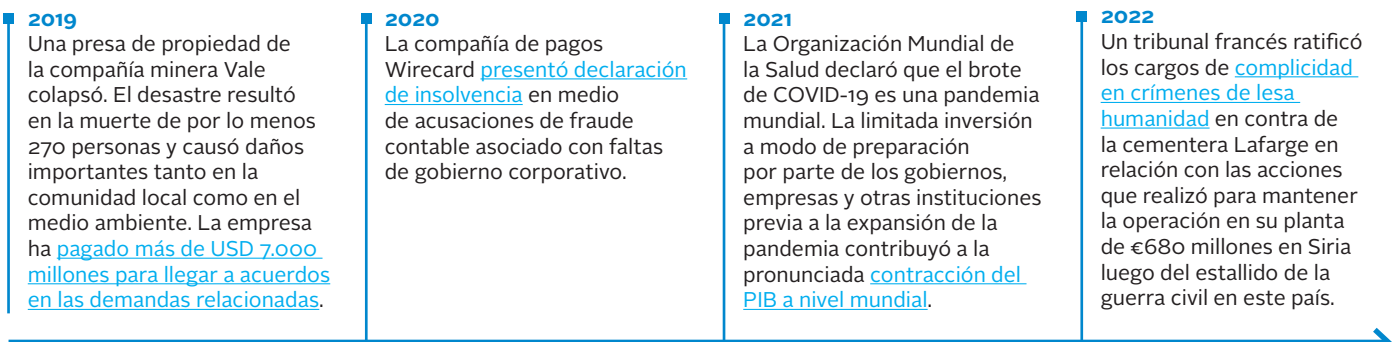 2019
Una presa de propiedad de
la compañía minera Vale
colapsó. El desastre resultó
en la muerte de por lo menos
270 personas y causó daños
importantes tanto en la
comunidad local como en el
medio ambiente. La empresa
ha pagado más de USD 7.000
millones para llegar a acuerdos
en las demandas relacionadas.
2020
La compañía de pagos
Wirecard presentó declaración
de insolvencia en medio
de acusaciones de fraude
contable asociado con faltas
de gobierno corporativo.
2021
La Organización Mundial de
la Salud declaró que el brote
de COVID-19 es una pandemia
mundial. La limitada inversión
a modo de preparación
por parte de los gobiernos,
empresas y otras instituciones
previa a la expansión de la
pandemia contribuyó a la
pronunciada contracción del
PIB a nivel mundial.
2022
Un tribunal francés ratificó
los cargos de complicidad
en crímenes de lesa
humanidad en contra de
la cementera Lafarge en
relación con las acciones
que realizó para mantener
la operación en su planta
de €680 millones en Siria
luego del estallido de la
guerra civil en este país.